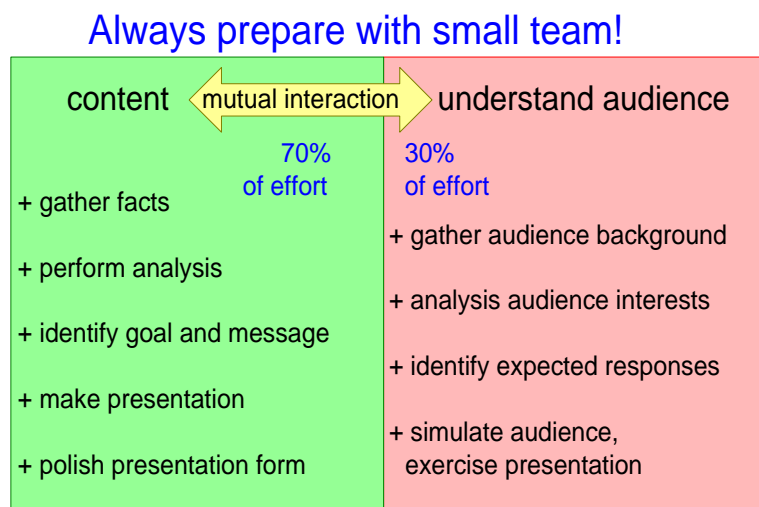 Always prepare with small team!
content
mutual interaction
understand audience
70%
of effort
30%
of effort
+ gather facts
+ perform analysis
+ identify goal and message
+ make presentation
+ polish presentation form
+ gather audience background
+ analysis audience interests
+ identify expected responses
+ simulate audience,
exercise presentation